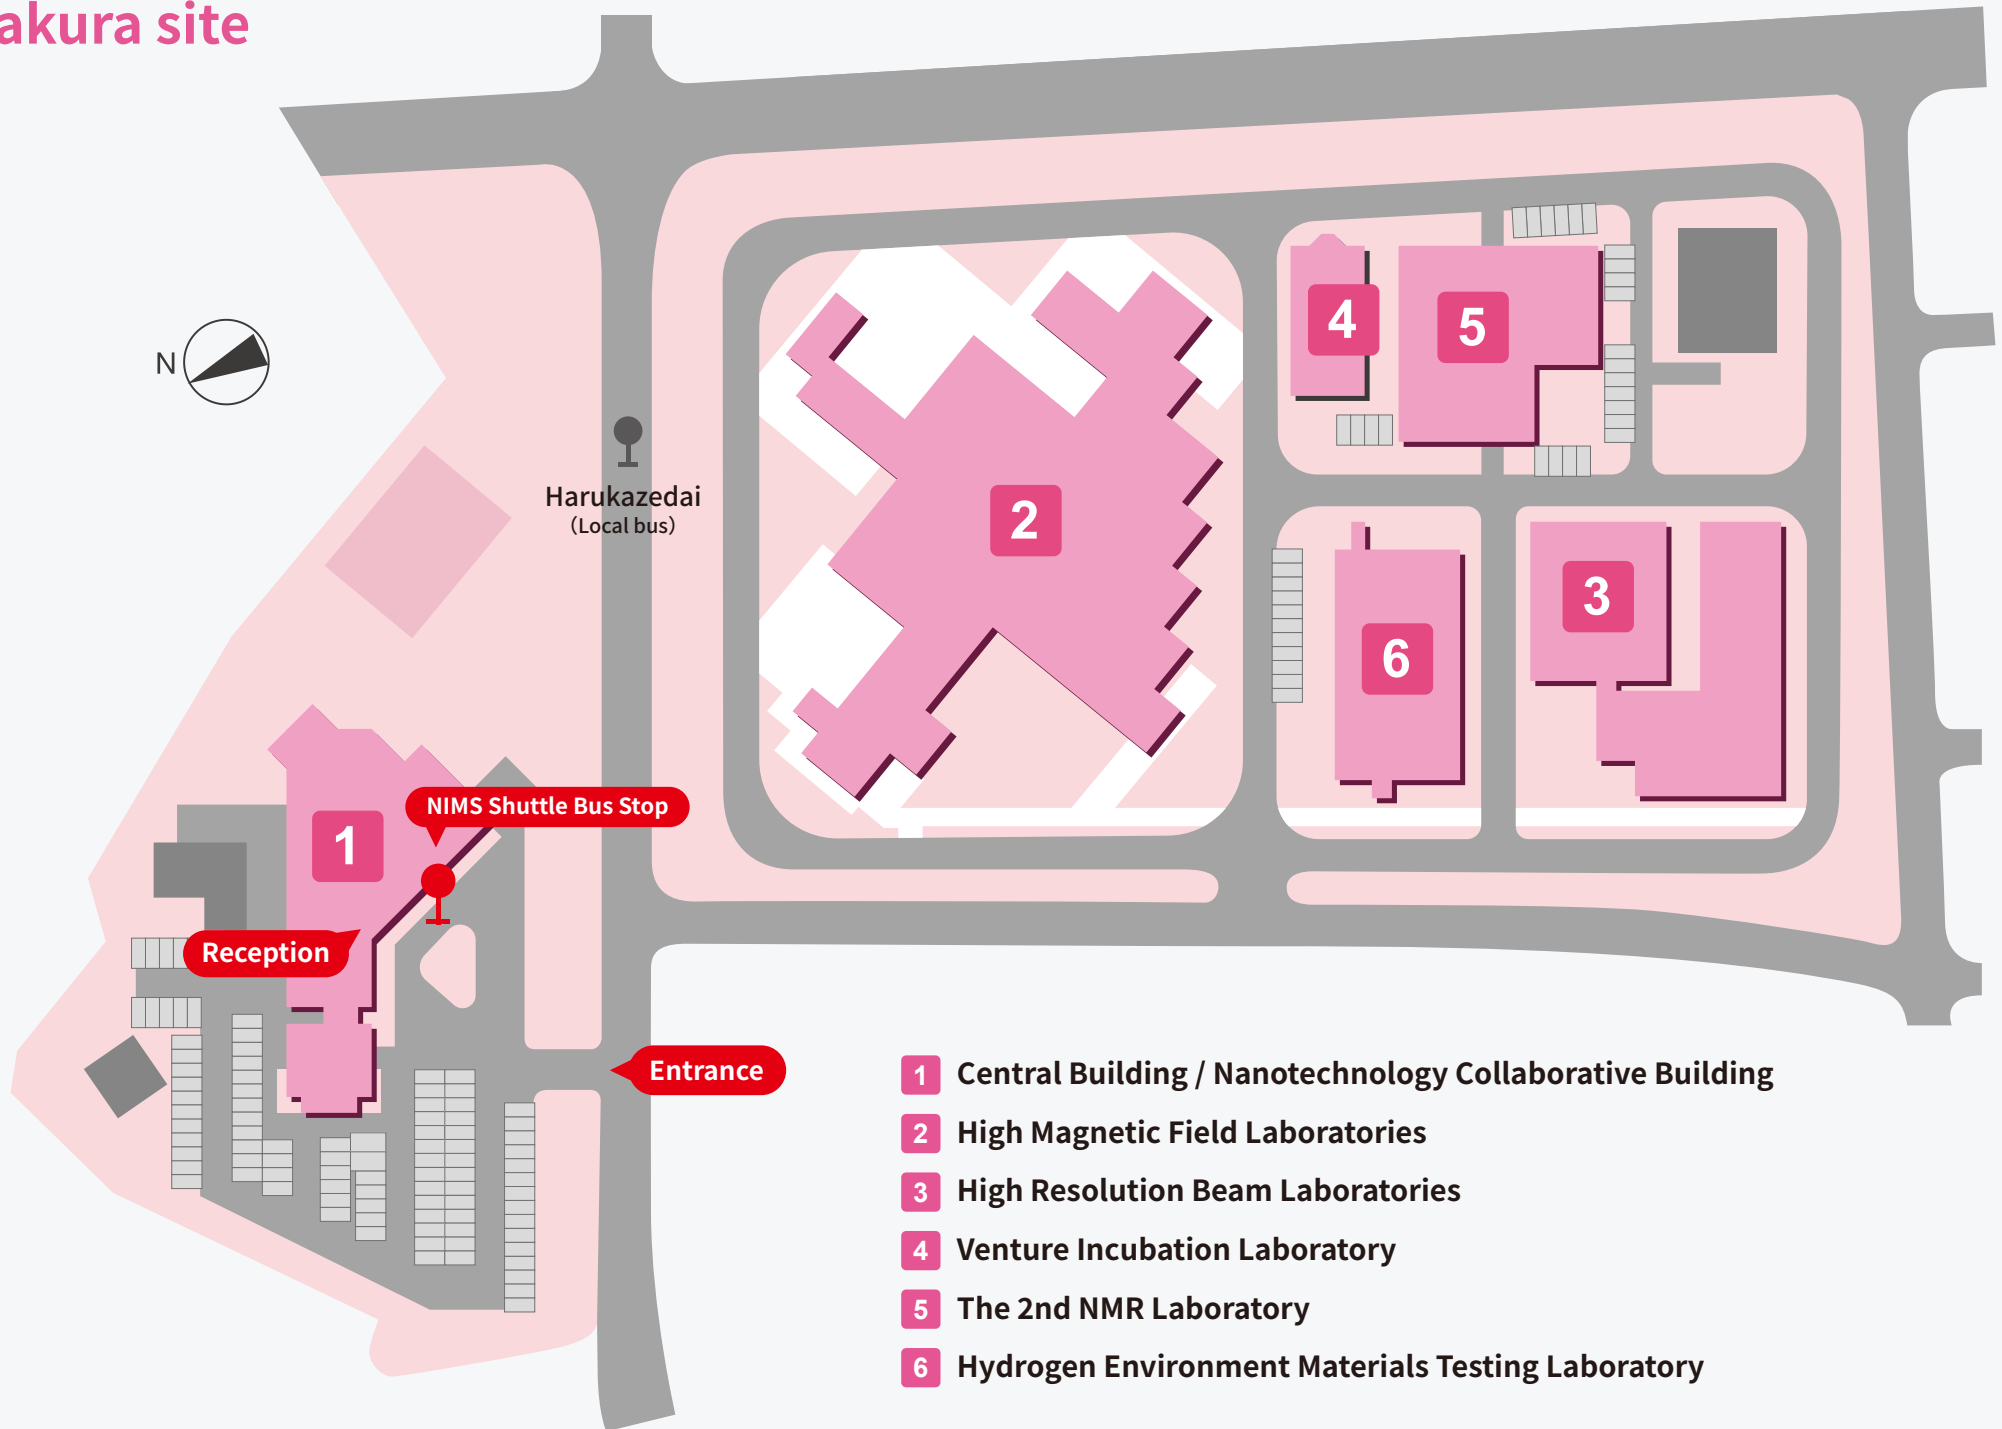 akura site
N
Harukazedai
（Local bus）
4
5
2
3
6
NIMS Shuttle Bus Stop
1
Reception
Entrance
1 Central Building / Nanotechnology Collaborative Building
2 High Magnetic Field Laboratories
3 High Resolution Beam Laboratories
4 Venture Incubation Laboratory
5 The 2nd NMR Laboratory
6 Hydrogen Environment Materials Testing Laboratory